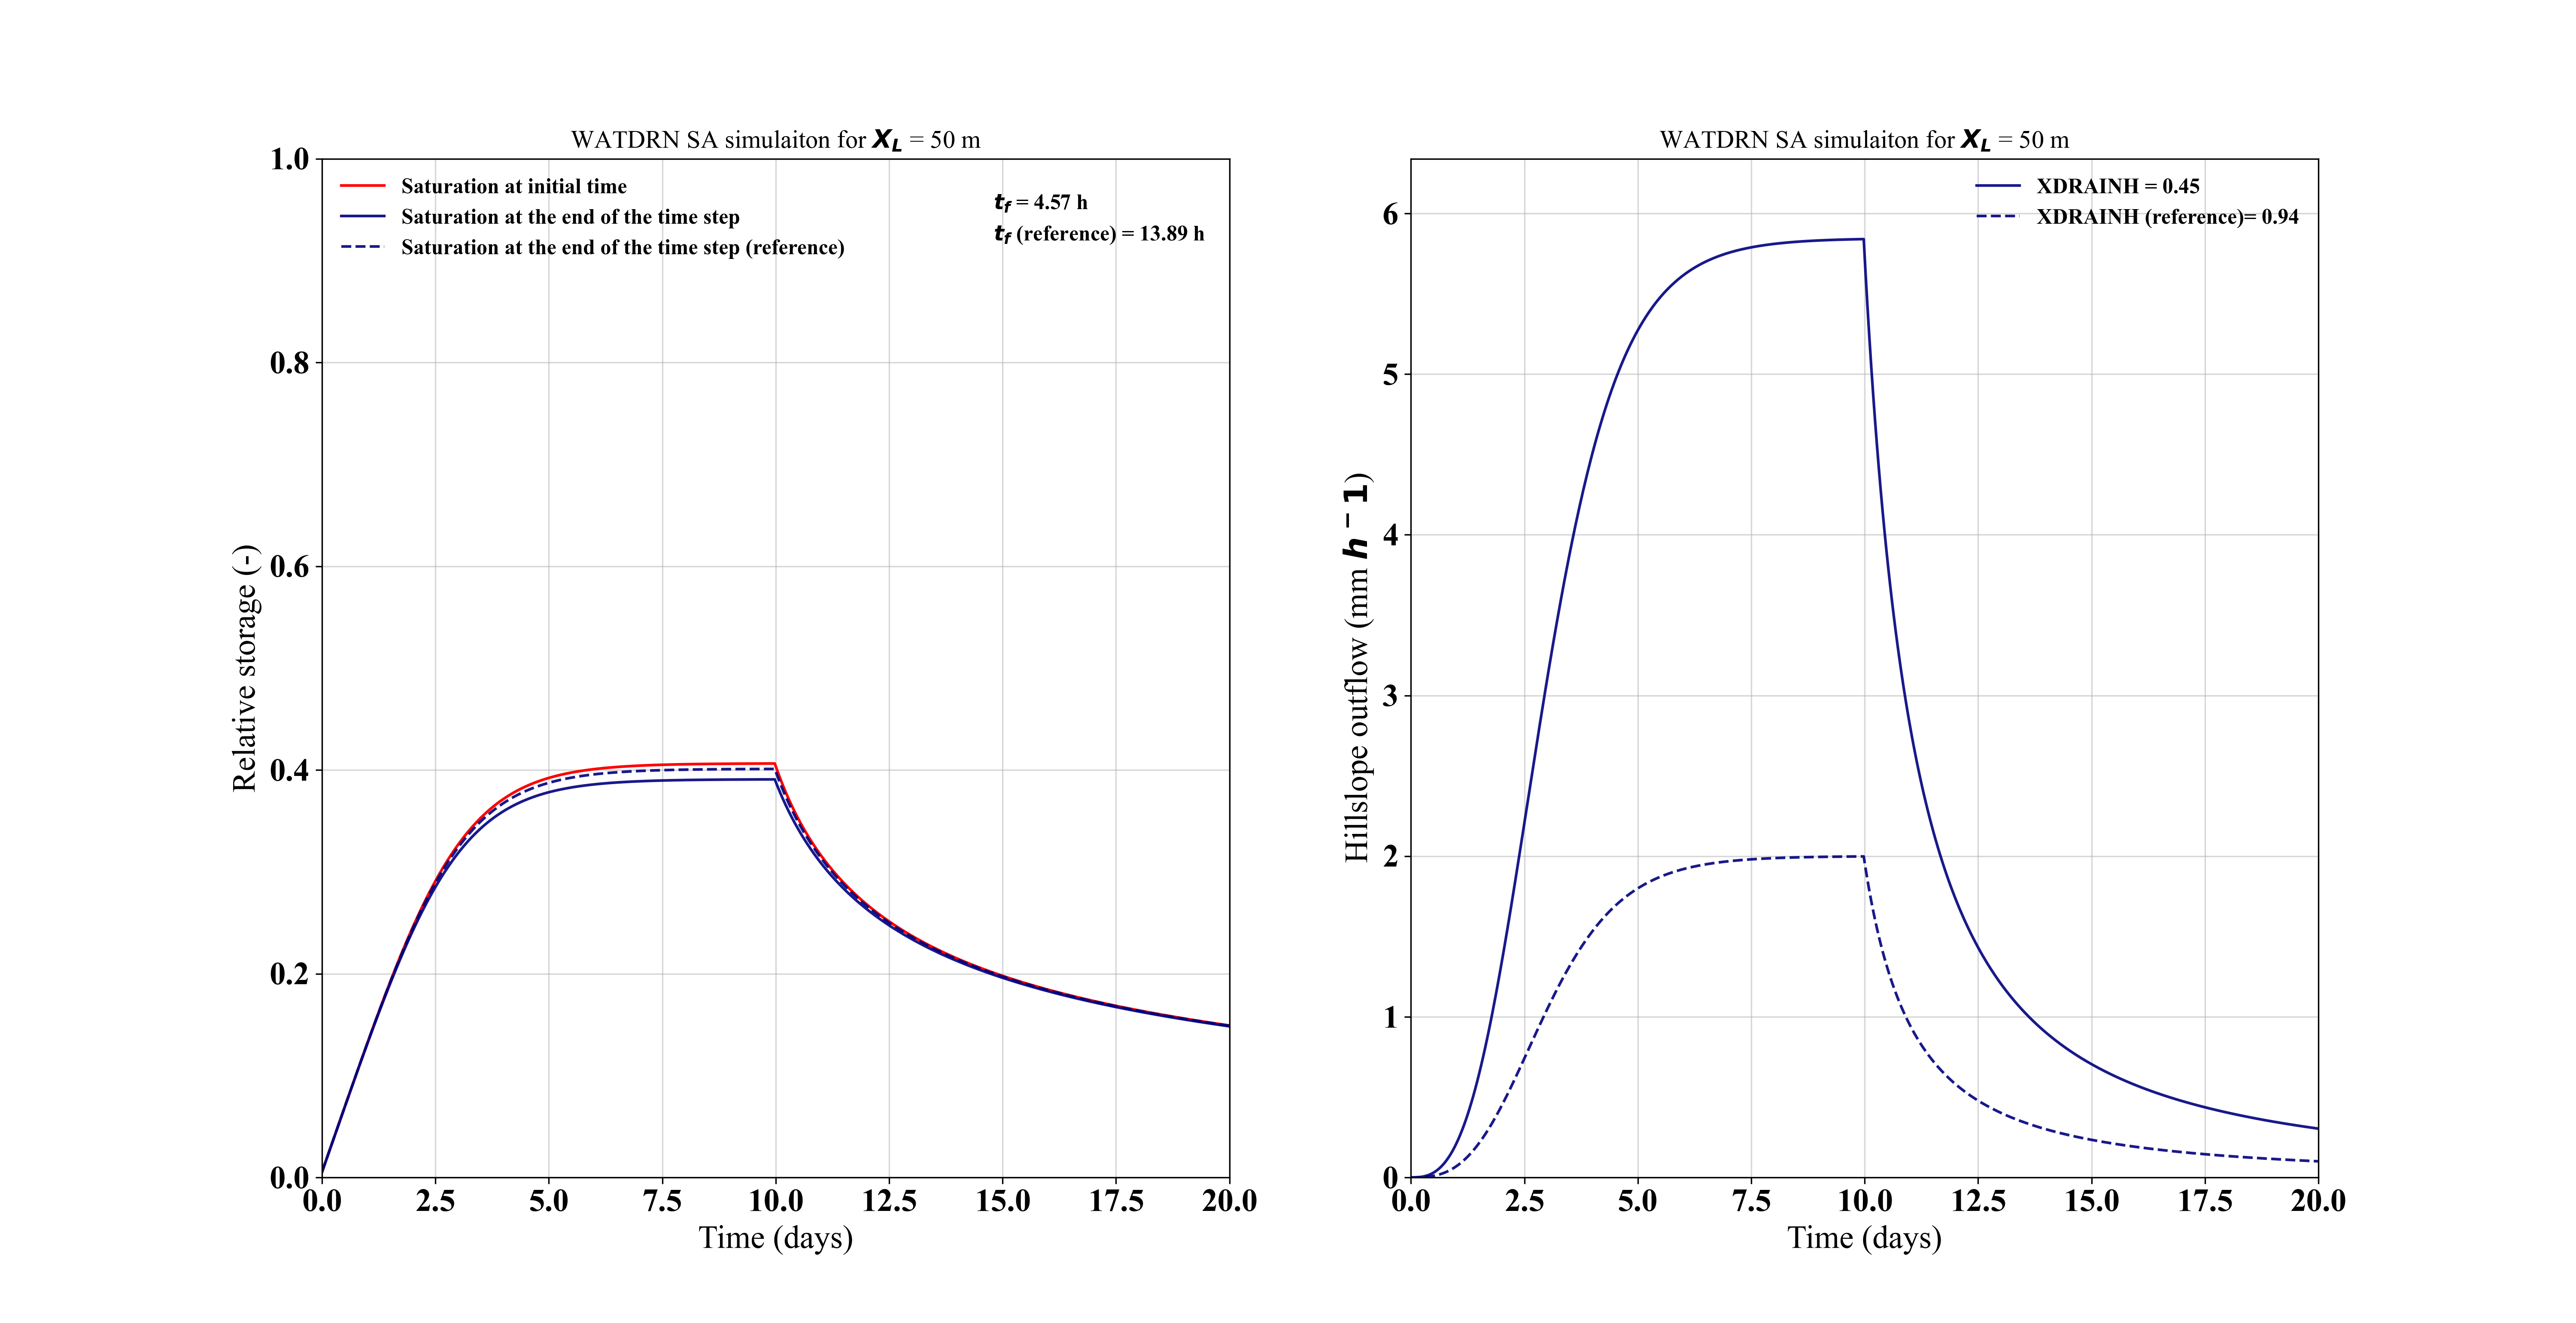 WATDRN SA simulaiton for X_L = 50 m
1.0
0.8
0.6
0.4
0.2
0.0
Relative storage (-)
Saturation at initial time
Saturation at the end of the time step
Saturation at the end of the time step (reference)
t_f = 4.57 h
t_f (reference) = 13.89 h
0.0 2.5 5.0 7.5 10.0 12.5 15.0 17.5 20.0
Time (days)
WATDRN SA simulaiton for X_L = 50 m
6
5
4
3
2
1
0
Hillslope outflow (mm h − 1)
XDRAINH = 0.45
XDRAINH (reference)= 0.94
0.0 2.5 5.0 7.5 10.0 12.5 15.0 17.5 20.0
Time (days)